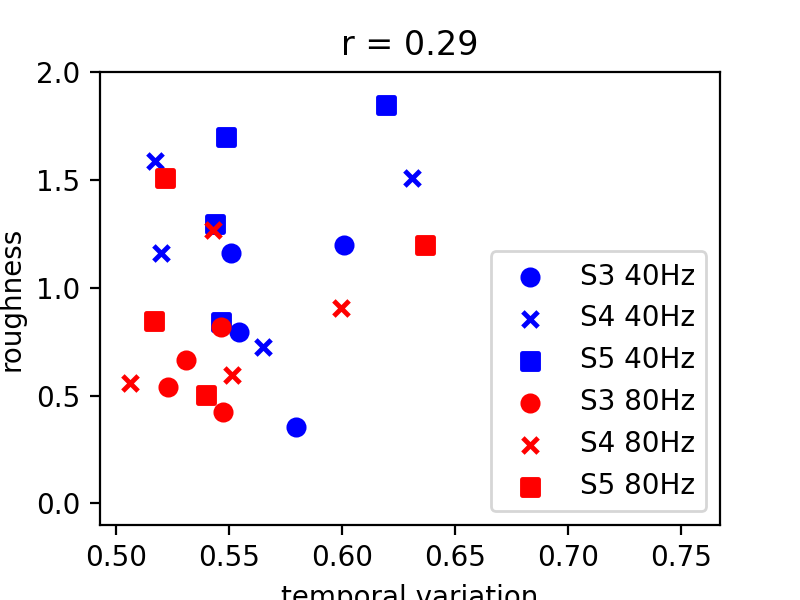 r = 0.29
roughness
2.0
1.5
1.0
0.5
0.0
S3 40Hz
S4 40Hz
S5 40Hz
S3 80Hz
S4 80Hz
S5 80Hz
0.50 0.55 0.60 0.65 0.70 0.75
temporal variation